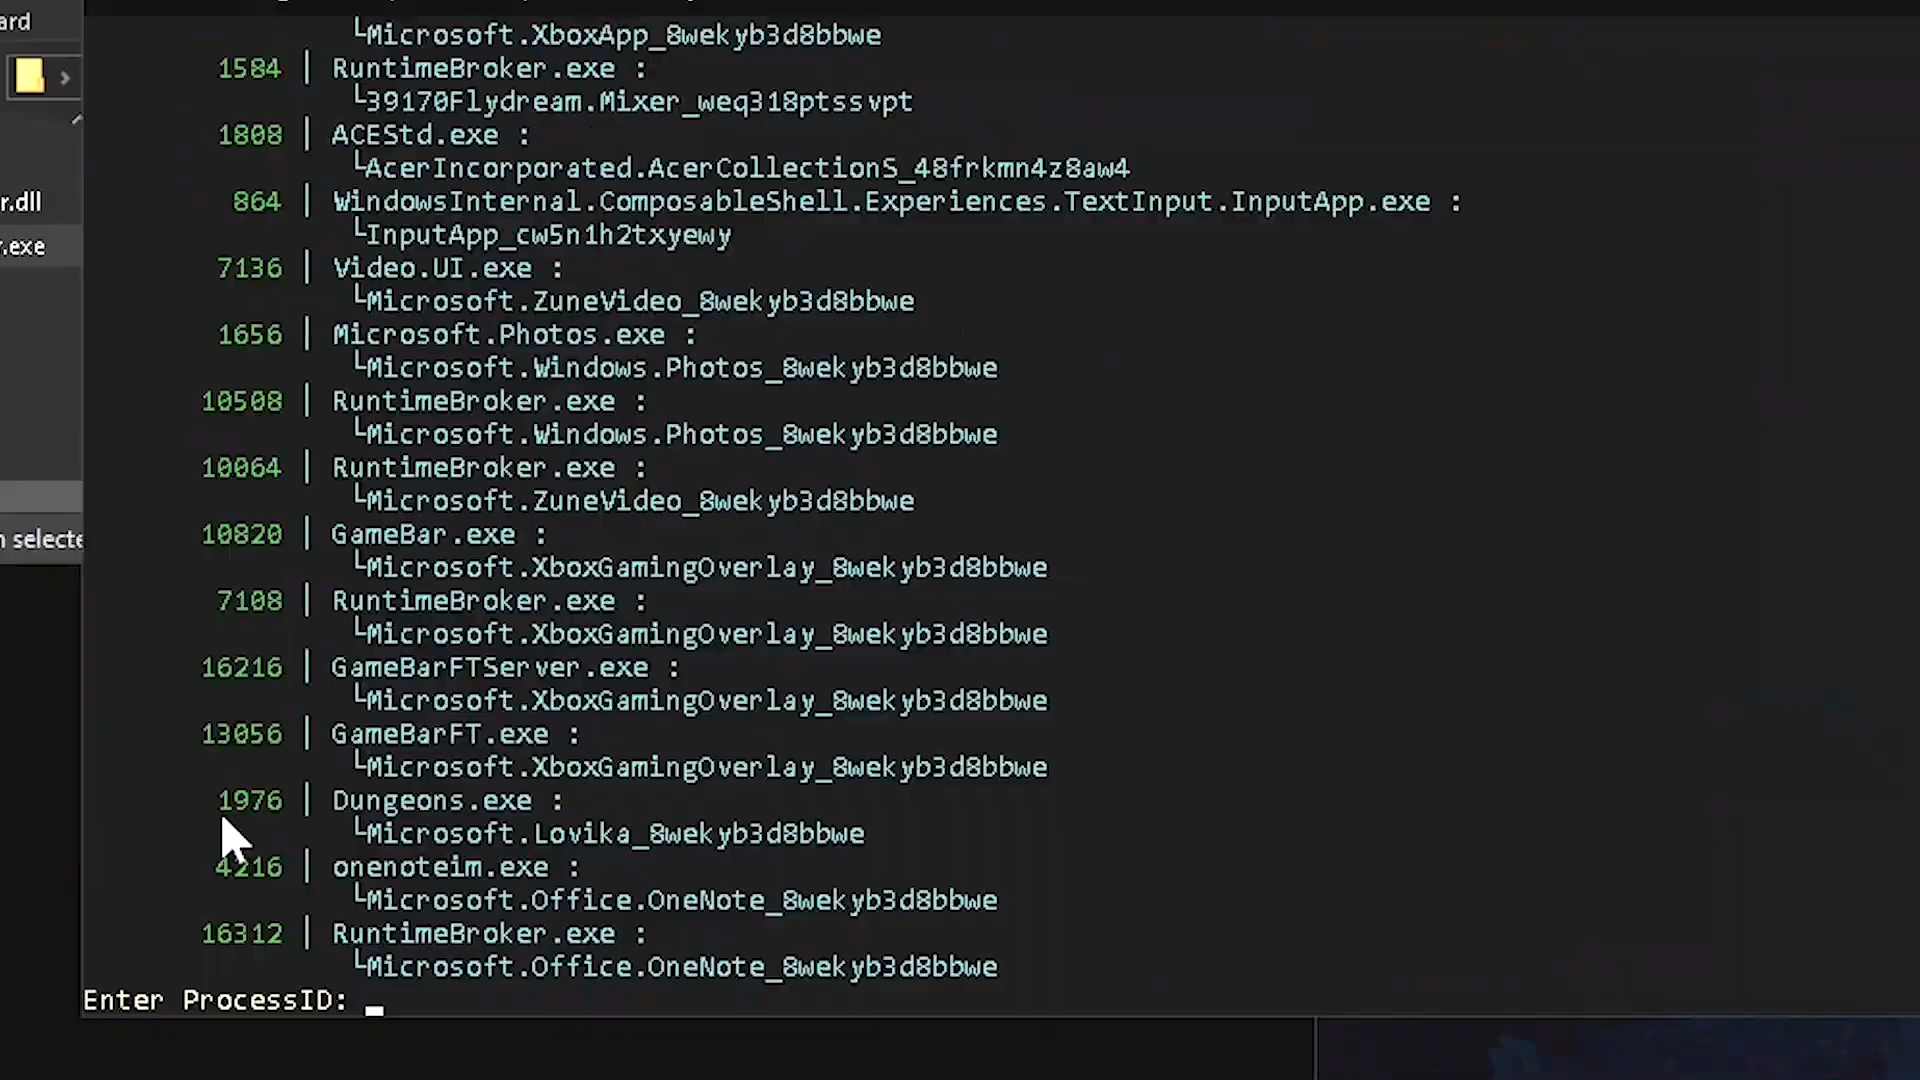 ard
└Microsoft.XboxApp_8wekyb3d8bbwe
1584 | RuntimeBroker.exe :
└39170Flydream.Mixer_weq318ptssvpt
1808 | ACEStd.exe :
└AcerIncorporated.AcerCollectionS_48frkmn4z8aw4
r.dll
864 | WindowsInternal.ComposableShell.Experiences.TextInput.InputApp.exe :
└InputApp_cw5n1h2txyewy
.exe
7136 | Video.UI.exe :
└Microsoft.ZuneVideo_8wekyb3d8bbwe
1656 | Microsoft.Photos.exe :
└Microsoft.Windows.Photos_8wekyb3d8bbwe
10508 | RuntimeBroker.exe :
└Microsoft.Windows.Photos_8wekyb3d8bbwe
10064 | RuntimeBroker.exe :
└Microsoft.ZuneVideo_8wekyb3d8bbwe
10820 | GameBar.exe :
n selecte
└Microsoft.XboxGamingOverlay_8wekyb3d8bbwe
7108 | RuntimeBroker.exe :
└Microsoft.XboxGamingOverlay_8wekyb3d8bbwe
16216 | GameBarFTServer.exe :
└Microsoft.XboxGamingOverlay_8wekyb3d8bbwe
13056 | GameBarFT.exe :
└Microsoft.XboxGamingOverlay_8wekyb3d8bbwe
1976 | Dungeons.exe :
└Microsoft.Lovika_8wekyb3d8bbwe
4216 | onenoteim.exe :
└Microsoft.Office.OneNote_8wekyb3d8bbwe
16312 | RuntimeBroker.exe :
└Microsoft.Office.OneNote_8wekyb3d8bbwe
Enter ProcessID: